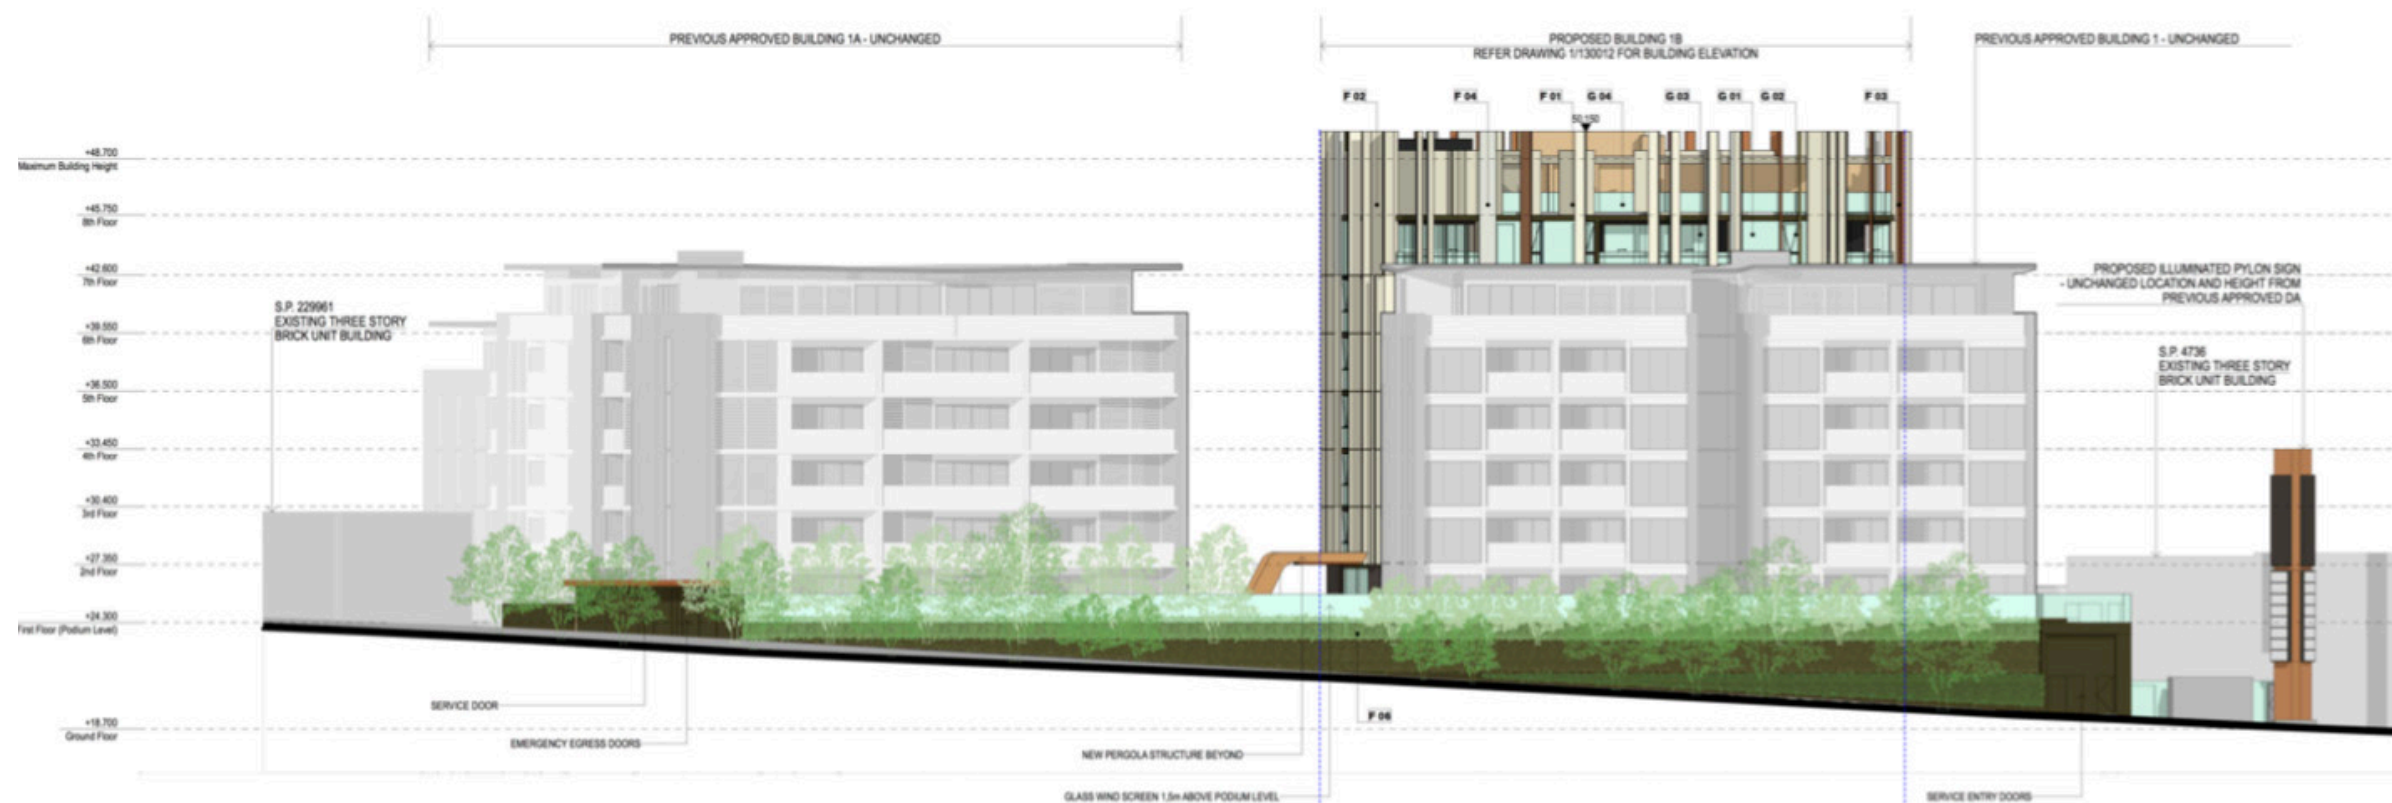 PREVIOUS APPROVED BUILDING 1A - UNCHANGED
PROPOSED BUILDING 1B
REFER DRAWING 1/130012 FOR BUILDING ELEVATION
PREVIOUS APPROVED BUILDING 1 - UNCHANGED
F 02
F 04
F 01
G 04
G 03
G 01
G 02
F 03
50.150
+48.700
Maximum Building Height
+45.750
8th Floor
+42.600
7th Floor
+39.550
6th Floor
+36.500
5th Floor
+33.450
4th Floor
+30.400
3rd Floor
+27.350
2nd Floor
+24.300
First Floor (Podium Level)
+18.700
Ground Floor
S.P. 229961
EXISTING THREE STORY
BRICK UNIT BUILDING
PROPOSED ILLUMINATED PYLON SIGN
- UNCHANGED LOCATION AND HEIGHT FROM
PREVIOUS APPROVED DA
S.P. 4736
EXISTING THREE STORY
BRICK UNIT BUILDING
SERVICE DOOR
EMERGENCY EGRESS DOORS
F 06
NEW PERGOLA STRUCTURE BEYOND
GLASS WIND SCREEN 1,5m ABOVE PODIUM LEVEL
SERVICE ENTRY DOORS